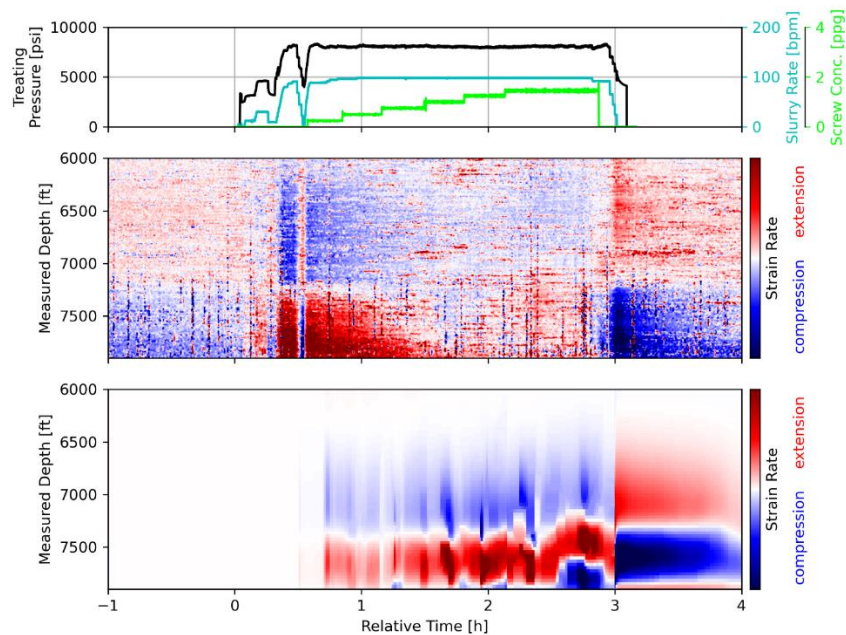 Treating
Pressure [psi]
10000
5000
0
200
100
0
Slurry Rate [bpm]
4
2
0
Screw Conc. [ppg]
Measured Depth [ft]
6000
6500
7000
7500
Strain Rate
compression
extension
Measured Depth [ft]
6000
6500
7000
7500
Strain Rate
compression
extension
−1
0
1
2
3
4
Relative Time [h]